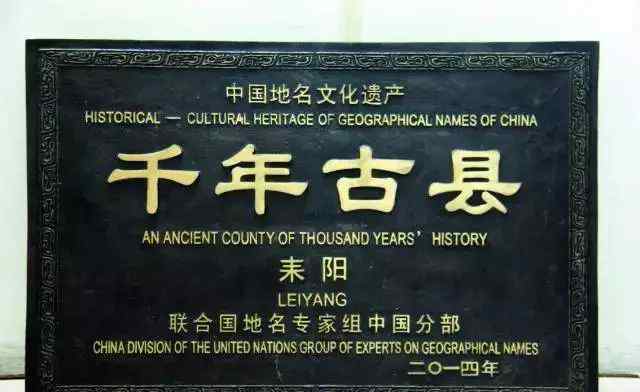 中国地名文化遗产
HISTORICAL — CULTURAL HERITAGE OF GEOGRAPHICAL NAMES OF CHINA
千年古县
AN ANCIENT COUNTY OF THOUSAND YEARS' HISTORY
耒阳
LEIYANG
联合国地名专家组中国分部
CHINA DIVISION OF THE UNITED NATIONS GROUP OF EXPERTS ON GEOGRAPHICAL NAMES
二〇一四年